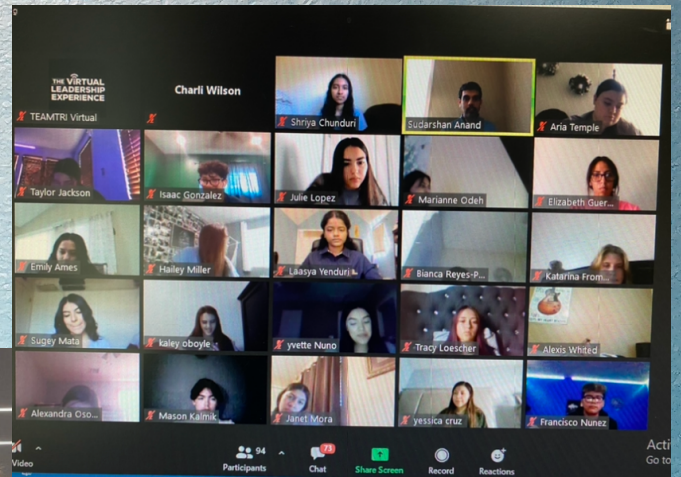 THE VIRTUAL
LEADERSHIP
EXPERIENCE
TEAMTRI Virtual
Charli Wilson
Shriya Chunduri
Sudarshan Anand
Aria Temple
Taylor Jackson
Isaac Gonzalez
Julie Lopez
Marianne Odeh
Elizabeth Guer...
Emily Ames
Hailey Miller
Laasya Yenduri
Bianca Reyes-P...
Katarina From...
Sugey Mata
kaley oboyle
yvette Nuno
Tracy Loescher
Alexis Whited
Alexandra Oso...
Mason Kalmik
Janet Mora
yessica cruz
Francisco Nunez
Video
94
Participants
73
Chat
Share Screen
Record
Reactions
Acti
Go to